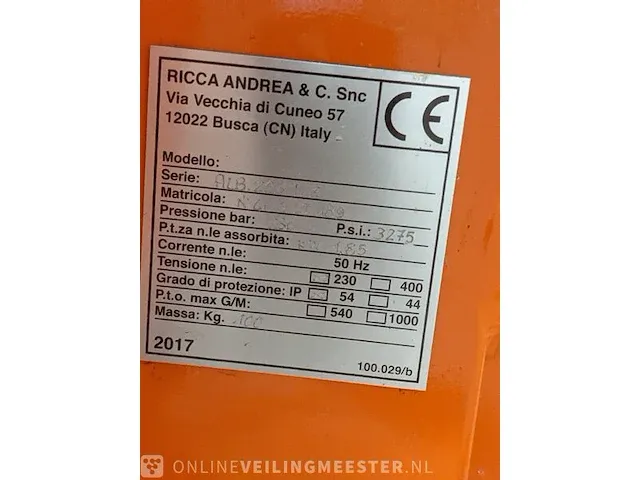 RICCA ANDREA & C. Snc
Via Vecchia di Cuneo 57
12022 Busca (CN) Italy
CE
Modello:
Serie:
Matricola:
Pressione bar: P.s.i.: 3275
P.t.za n.le assorbita:
Corrente n.le: 50 Hz
Tensione n.le: 230 400
Grado di protezione: IP 54 44
P.t.o. max G/M: 540 1000
Massa: Kg.
2017 100.029/b
ONLINEVEILINGMEESTER.NL